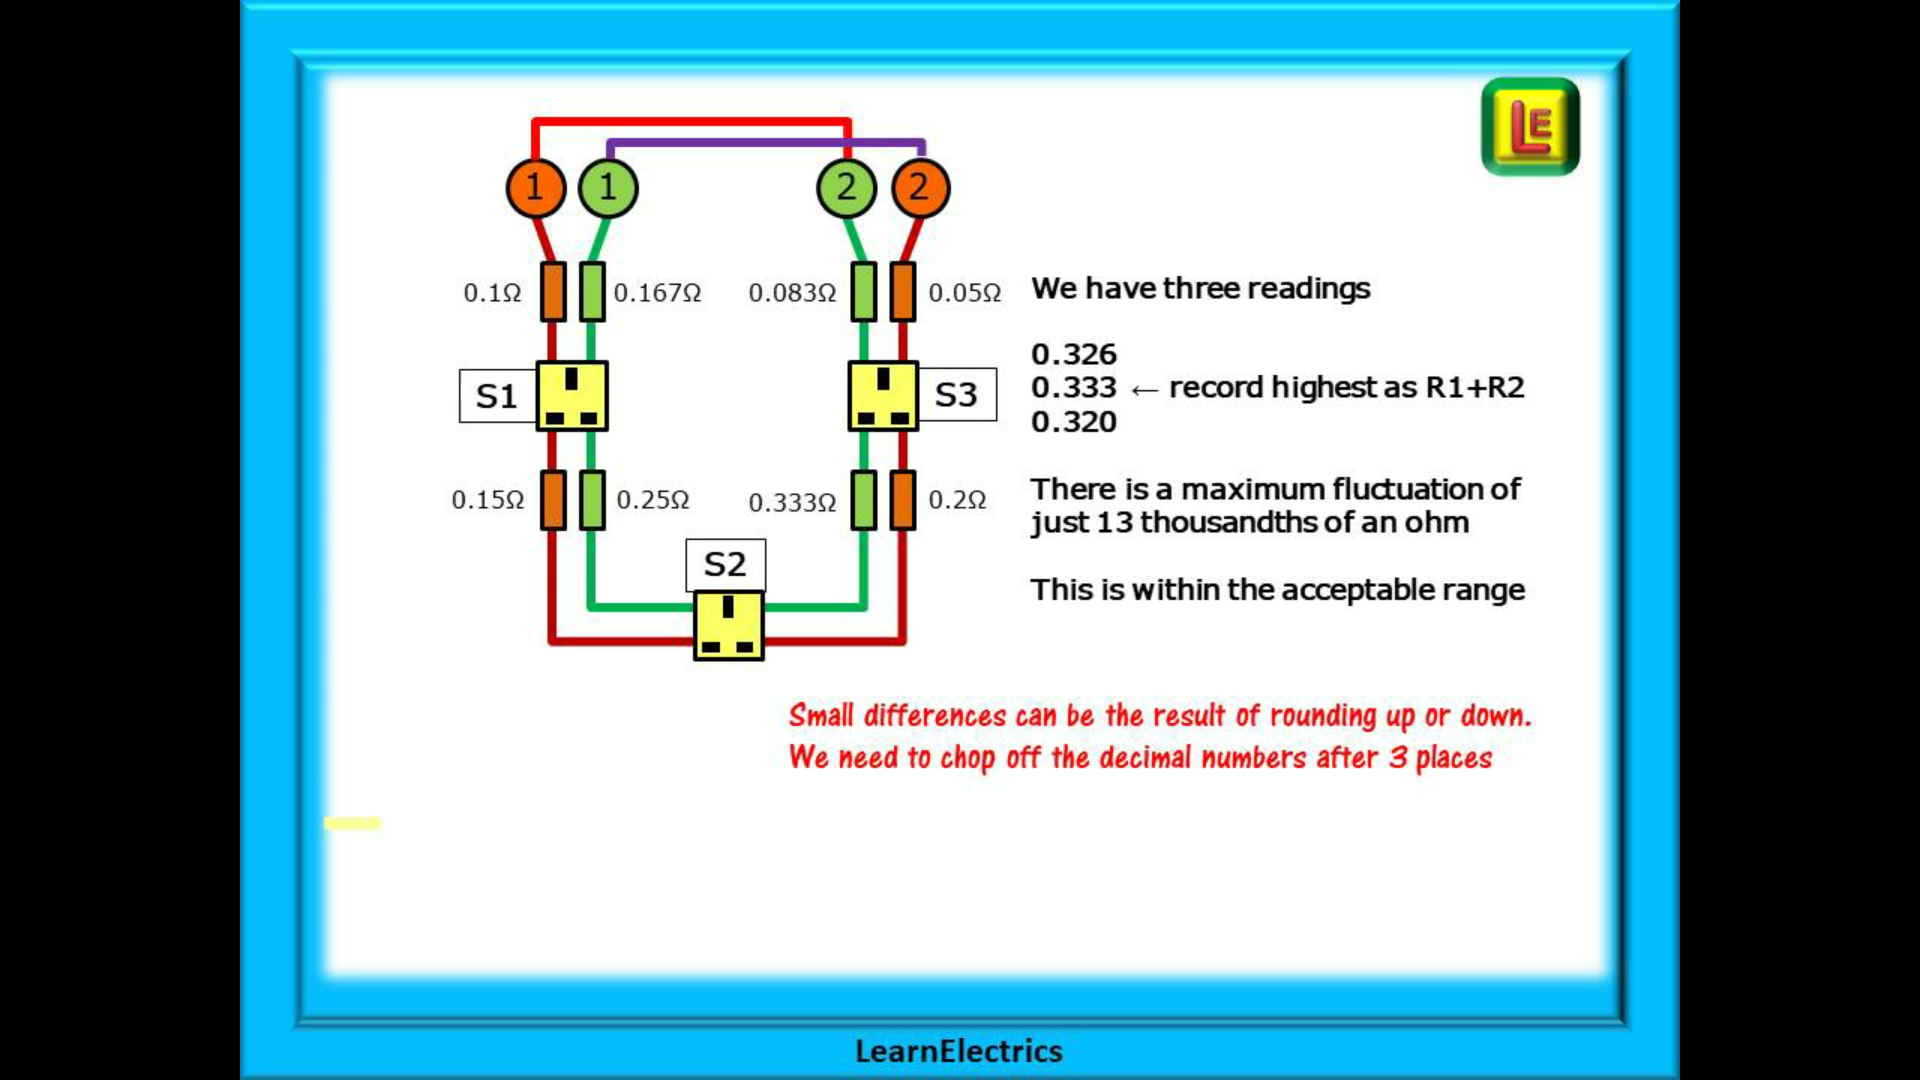 LE
1 1 2 2
0.1Ω 0.167Ω 0.083Ω 0.05Ω
We have three readings
0.326
0.333 ← record highest as R1+R2
0.320
S1 S3
0.15Ω 0.25Ω 0.333Ω 0.2Ω
There is a maximum fluctuation of
just 13 thousandths of an ohm
S2
This is within the acceptable range
Small differences can be the result of rounding up or down.
We need to chop off the decimal numbers after 3 places
LearnElectrics